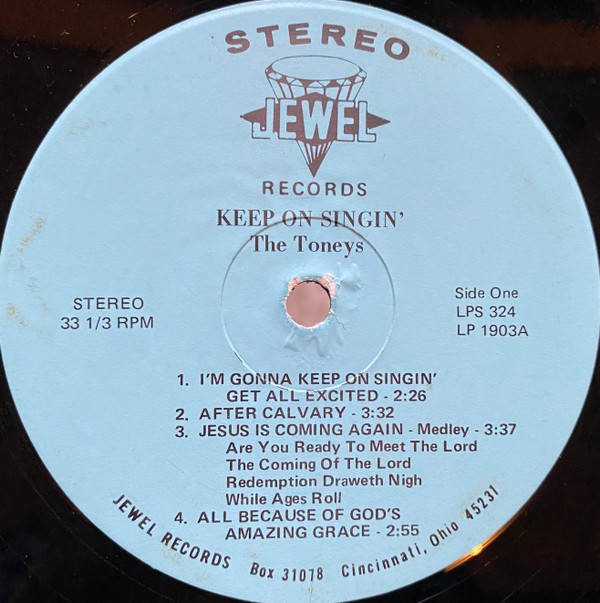 STEREO
JEWEL
RECORDS
KEEP ON SINGIN'
The Toneys
STEREO
33 1/3 RPM
Side One
LPS 324
LP 1903A
1. I'M GONNA KEEP ON SINGIN'
GET ALL EXCITED - 2:26
2. AFTER CALVARY - 3:32
3. JESUS IS COMING AGAIN - Medley - 3:37
Are You Ready To Meet The Lord
The Coming Of The Lord
Redemption Draweth Nigh
While Ages Roll
4. ALL BECAUSE OF GOD'S
AMAZING GRACE - 2:55
JEWEL RECORDS Box 31078 Cincinnati, Ohio 45231